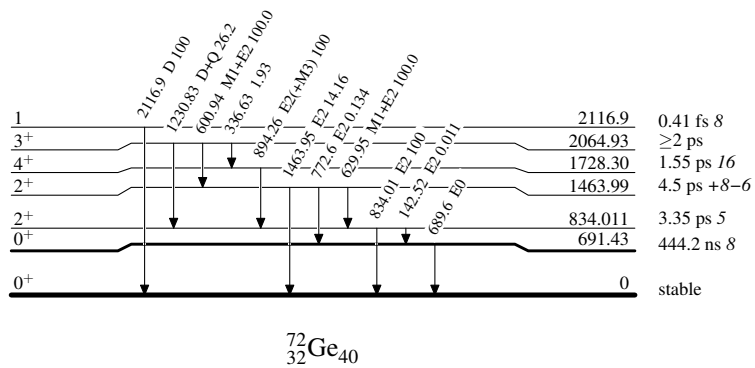 2116.9 D 100
1230.83 D+Q 26.2
600.94 M1+E2 100.0
336.63 1.93
894.26 E2(+M3) 100
1463.95 E2 14.16
772.6 E2 0.134
629.95 M1+E2 100.0
834.01 E2 100
142.52 E2 0.011
689.6 E0
1 2116.9 0.41 fs 8
3+ 2064.93 ≥2 ps
4+ 1728.30 1.55 ps 16
2+ 1463.99 4.5 ps +8−6
2+ 834.011 3.35 ps 5
0+ 691.43 444.2 ns 8
0+ 0 stable
72 32 Ge 40